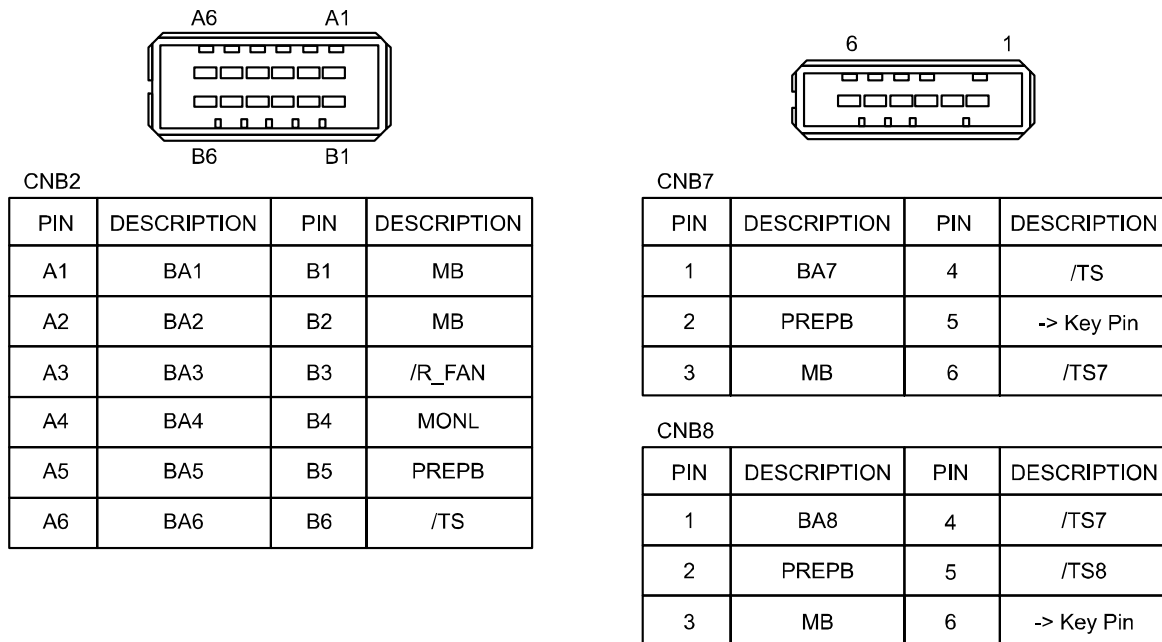 A6 A1
B6 B1
CNB2
PIN DESCRIPTION PIN DESCRIPTION
A1 BA1 B1 MB
A2 BA2 B2 MB
A3 BA3 B3 /R_FAN
A4 BA4 B4 MONL
A5 BA5 B5 PREPB
A6 BA6 B6 /TS
6 1
CNB7
PIN DESCRIPTION PIN DESCRIPTION
1 BA7 4 /TS
2 PREPB 5 -> Key Pin
3 MB 6 /TS7
CNB8
PIN DESCRIPTION PIN DESCRIPTION
1 BA8 4 /TS7
2 PREPB 5 /TS8
3 MB 6 -> Key Pin